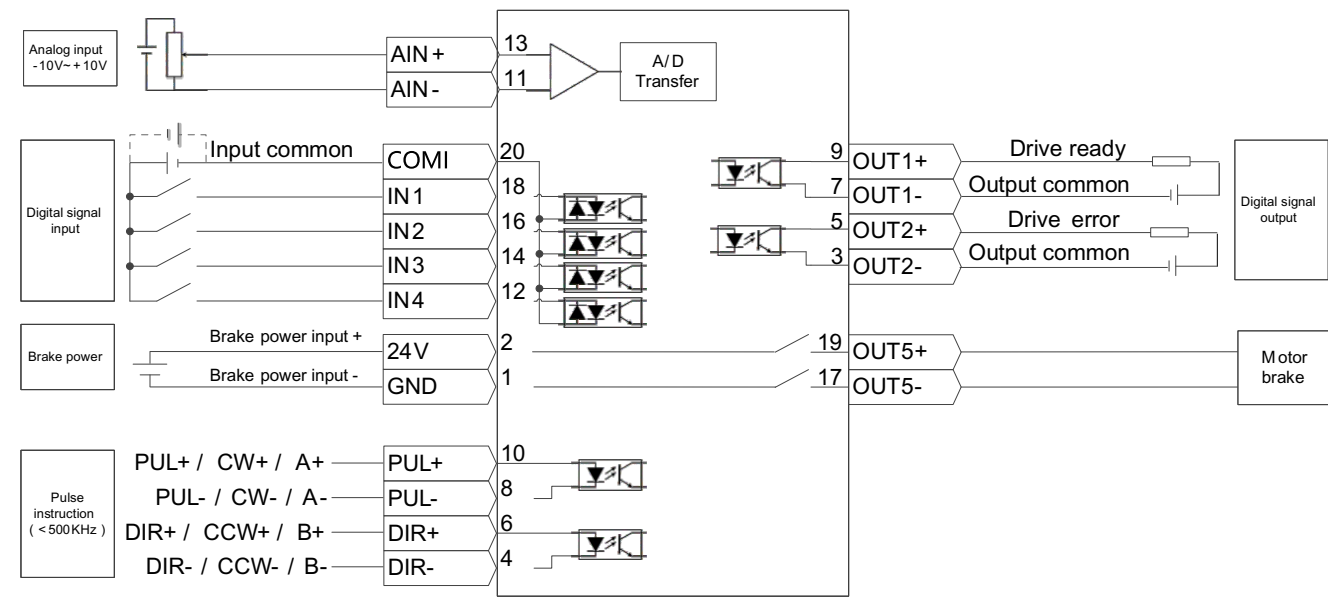 Analog input
-10V~+10V
AIN+
13
AIN-
11
A/D
Transfer
Digital signal
input
Input common
COMI
20
IN1
18
IN2
16
IN3
14
IN4
12
9
OUT1+
Drive ready
7
OUT1-
Output common
5
OUT2+
Drive error
3
OUT2-
Output common
Digital signal
output
Brake power
Brake power input +
24V
2
Brake power input -
GND
1
19
OUT5+
17
OUT5-
Motor
brake
Pulse
instruction
(<500KHz)
PUL+ / CW+ / A+
PUL+
10
PUL- / CW- / A-
PUL-
8
DIR+ / CCW+ / B+
DIR+
6
DIR- / CCW- / B-
DIR-
4